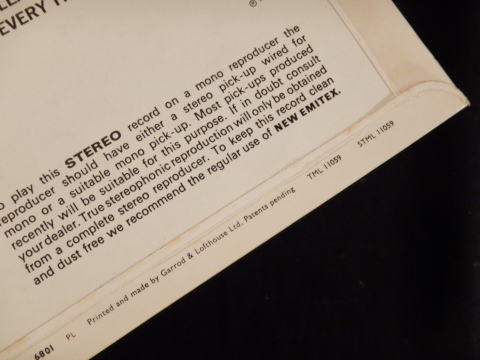 EVERY
℗
o play this STEREO record on a mono reproducer the
reproducer should have either a stereo pick-up wired for
mono or a suitable mono pick-up. Most pick-ups produced
recently will be suitable for this purpose. If in doubt consult
your dealer. True stereophonic reproduction will only be obtained
from a complete stereo reproducer. To keep this record clean
and dust free we recommend the regular use of NEW EMITEX.
6801 PL Printed and made by Garrod & Lofthouse Ltd. Patents pending TML 11059 STML 11059